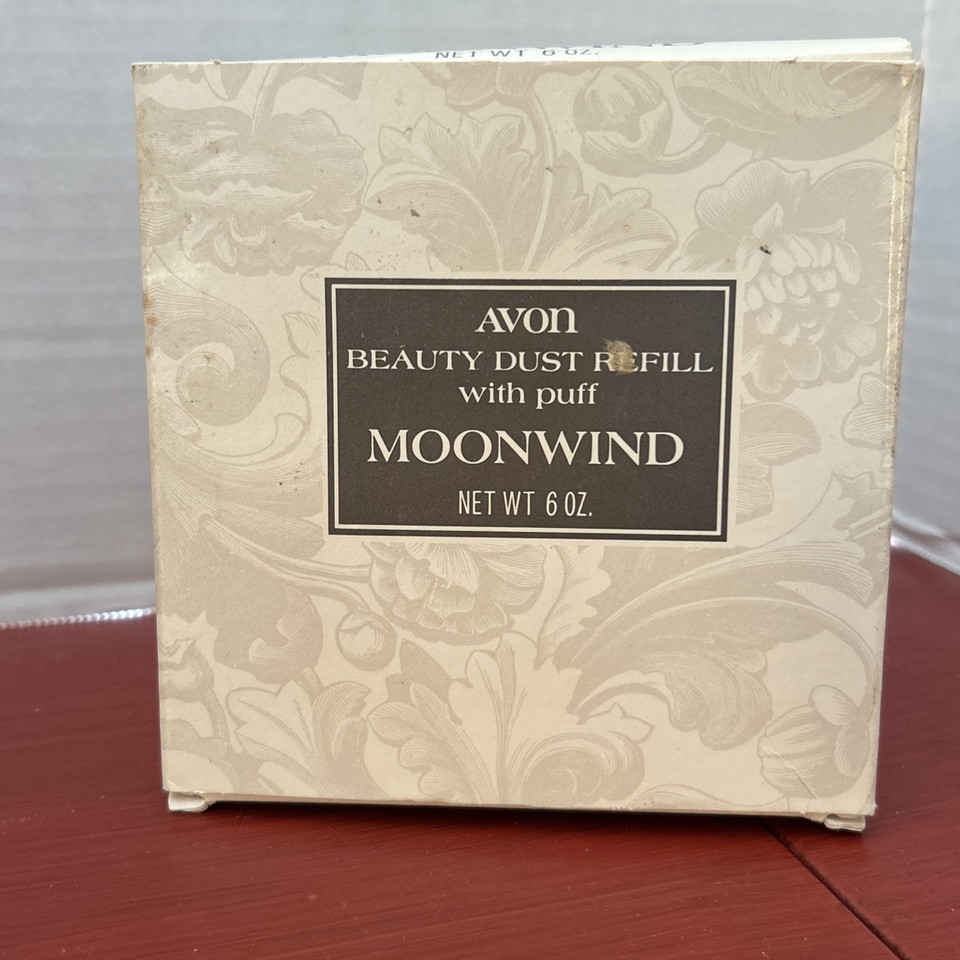 NET WT 6 OZ.
AVON
BEAUTY DUST REFILL
with puff
MOONWIND
NET WT 6 OZ.